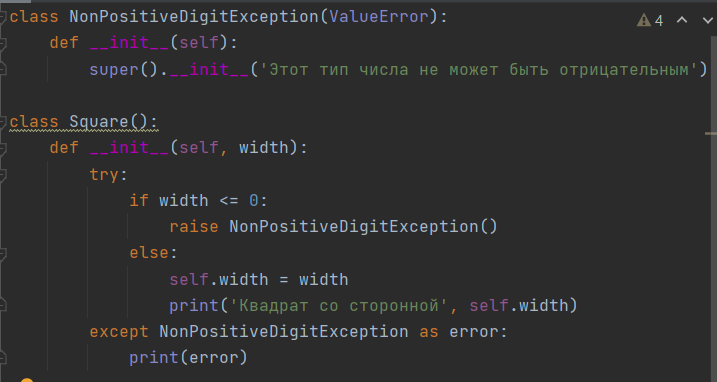 class NonPositiveDigitException(ValueError):
4
    def __init__(self):
        super().__init__('Этот тип числа не может быть отрицательным')
class Square():
    def __init__(self, width):
        try:
            if width <= 0:
                raise NonPositiveDigitException()
            else:
                self.width = width
                print('Квадрат со сторонной', self.width)
        except NonPositiveDigitException as error:
            print(error)